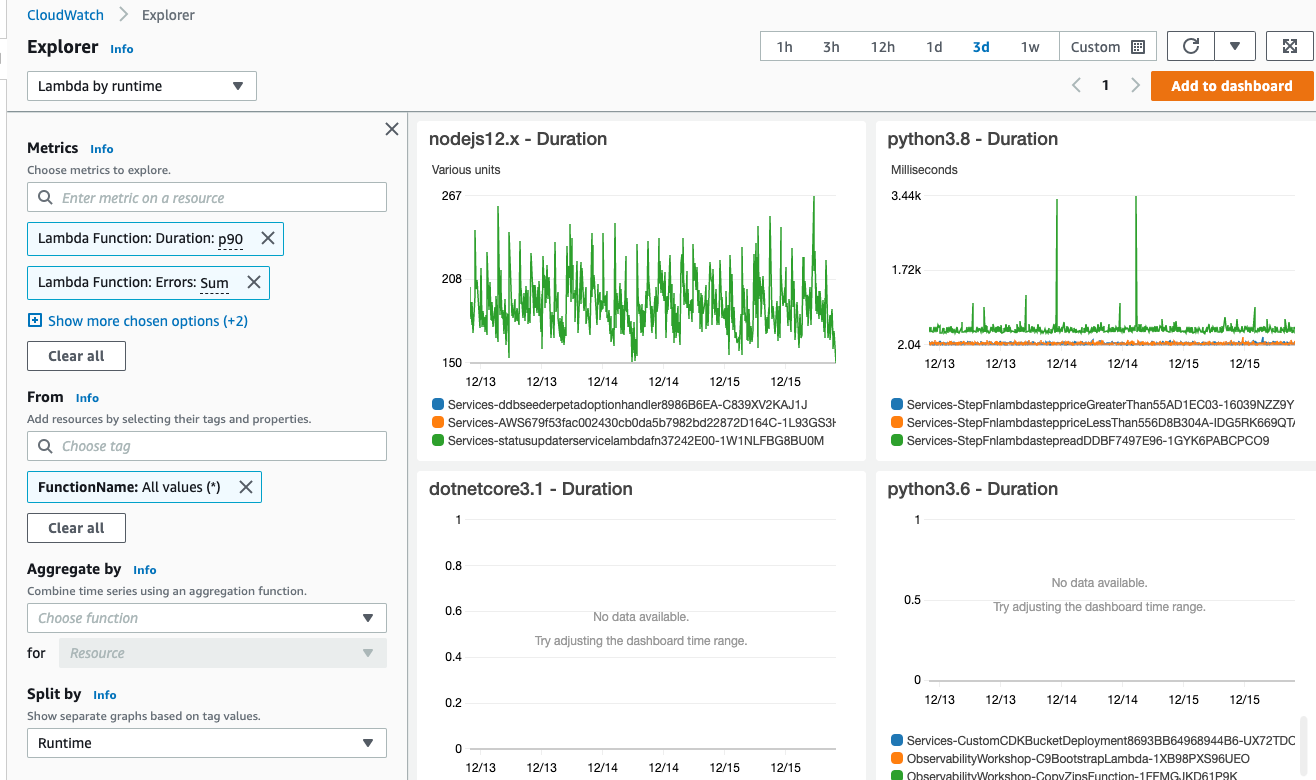 CloudWatch > Explorer
Explorer Info
1h 3h 12h 1d 3d 1w Custom
Lambda by runtime
1
Add to dashboard
Metrics Info
Choose metrics to explore.
Enter metric on a resource
Lambda Function: Duration: p90
Lambda Function: Errors: Sum
Show more chosen options (+2)
Clear all
From Info
Add resources by selecting their tags and properties.
Choose tag
FunctionName: All values (*)
Clear all
Aggregate by Info
Combine time series using an aggregation function.
Choose function
for Resource
Split by Info
Show separate graphs based on tag values.
Runtime
nodejs12.x - Duration
Various units
267
208
150
12/13 12/13 12/14 12/14 12/15 12/15
Services-ddbseederpetadoptionhandler8986B6EA-C839XV2KAJ1J
Services-AWS679f53fac002430cb0da5b7982bd22872D164C-1L93GS3H
Services-statusupdaterservicelambdafn37242E00-1W1NLFBG8BU0M
python3.8 - Duration
Milliseconds
3.44k
1.72k
2.04
12/13 12/13 12/14 12/14 12/15 12/15
Services-StepFnlambdasteppriceGreaterThan55AD1EC03-16039NZZ9Y
Services-StepFnlambdasteppriceLessThan556D8B304A-IDG5RK669QTA
Services-StepFnlambdastepreadDDBF7497E96-1GYK6PABCPCO9
dotnetcore3.1 - Duration
1
0.8
0.6
0.4
0.2
0
No data available.
Try adjusting the dashboard time range.
12/13 12/13 12/14 12/14 12/15 12/15
python3.6 - Duration
1
0.5
0
No data available.
Try adjusting the dashboard time range.
12/13 12/13 12/14 12/14 12/15 12/15
Services-CustomCDKBucketDeployment8693BB64968944B6-UX72TDC
ObservabilityWorkshop-C9BootstrapLambda-1XB98PXS96UEO
ObservabilityWorkshop-CopyZipsFunction-1FFMGJKD61P9K